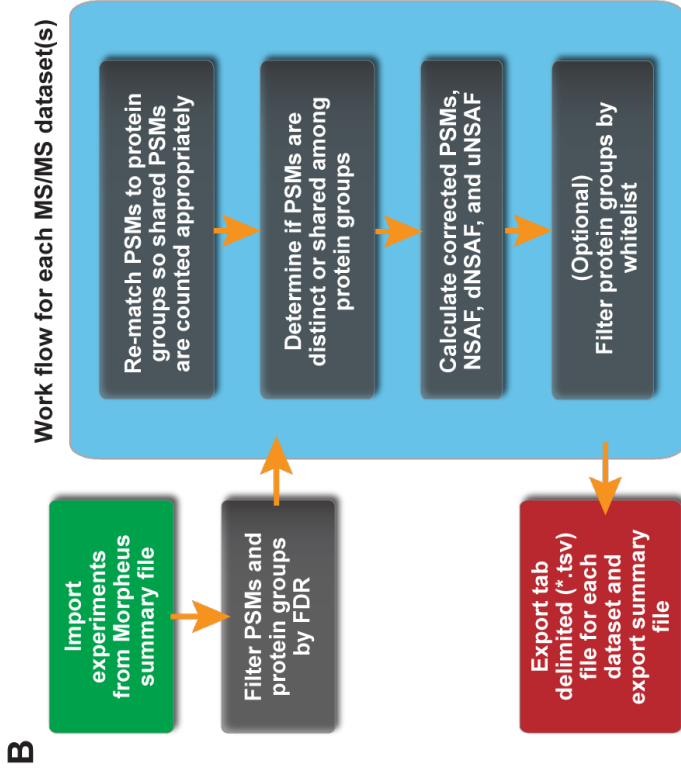 B
Import
experiments
from Morpheus
summary file
Filter PSMs and
protein groups
by FDR
Work flow for each MS/MS dataset(s)
Re-match PSMs to protein
groups so shared PSMs
are counted appropriately
Determine if PSMs are
distinct or shared among
protein groups
Calculate corrected PSMs,
NSAF, dNSAF, and uNSAF
(Optional)
Filter protein groups by
whitelist
Export tab
delimited (*.tsv)
file for each
dataset and
export summary
file